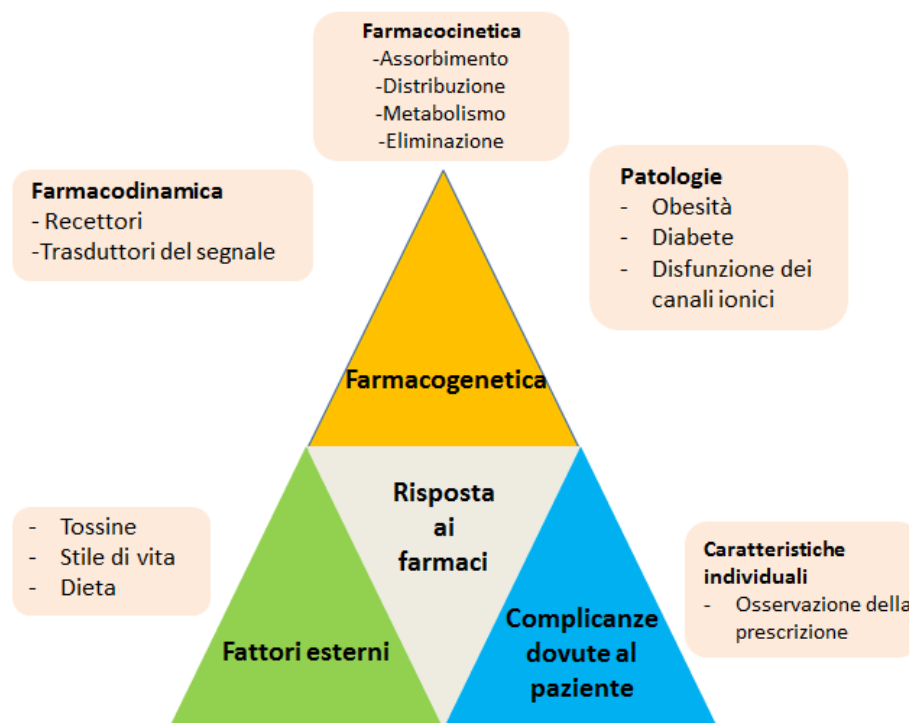 Farmacocinetica
-Assorbimento
-Distribuzione
-Metabolismo
-Eliminazione
Farmacodinamica
- Recettori
-Trasduttori del segnale
Patologie
- Obesità
- Diabete
- Disfunzione dei
canali ionici
Farmacogenetica
Risposta
ai
farmaci
- Tossine
- Stile di vita
- Dieta
Caratteristiche
individuali
- Osservazione della
prescrizione
Fattori esterni
Complicanze
dovute al
paziente